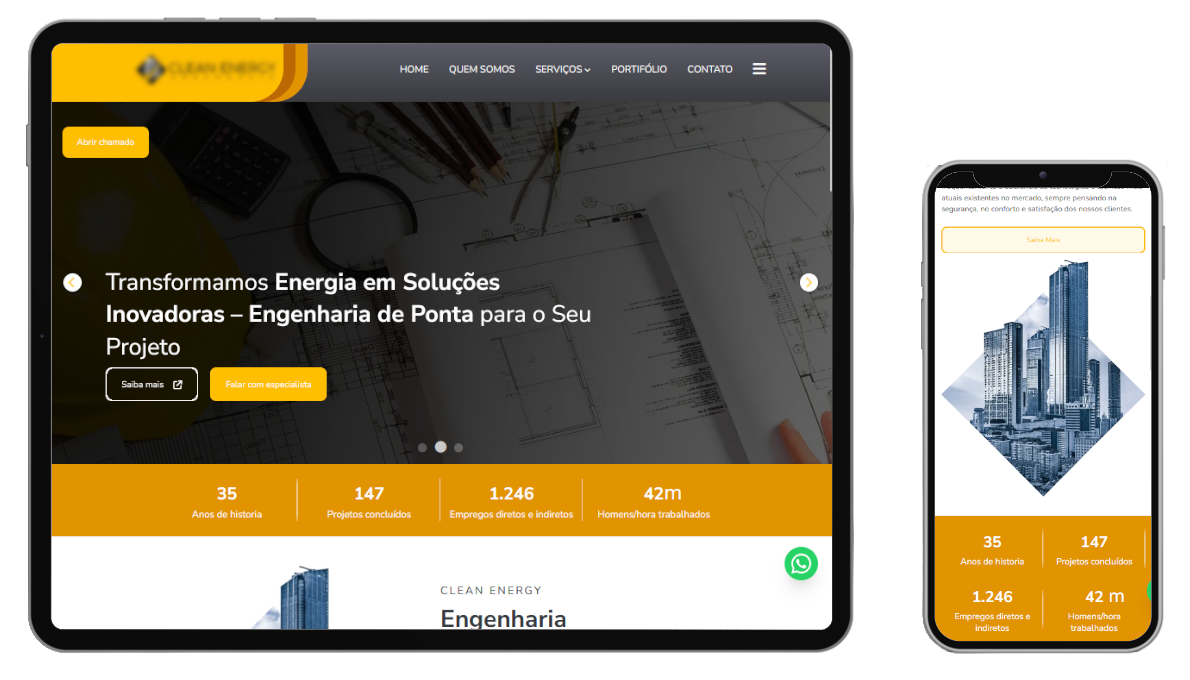 CLEAN ENERGY
HOME QUEM SOMOS SERVIÇOS PORTIFÓLIO CONTATO
Abrir chamado
Transformamos Energia em Soluções
Inovadoras – Engenharia de Ponta para o Seu
Projeto
Saiba mais Falar com especialista
35 147 1.246 42m
Anos de historia Projetos concluídos Empregos diretos e indiretos Homens/hora trabalhados
CLEAN ENERGY
Engenharia
atuais existentes no mercado, sempre pensando na
segurança, no conforto e satisfação dos nossos clientes.
Saiba Mais
35 147
Anos de historia Projetos concluídos
1.246 42 m
Empregos diretos e Homens/hora
indiretos trabalhados